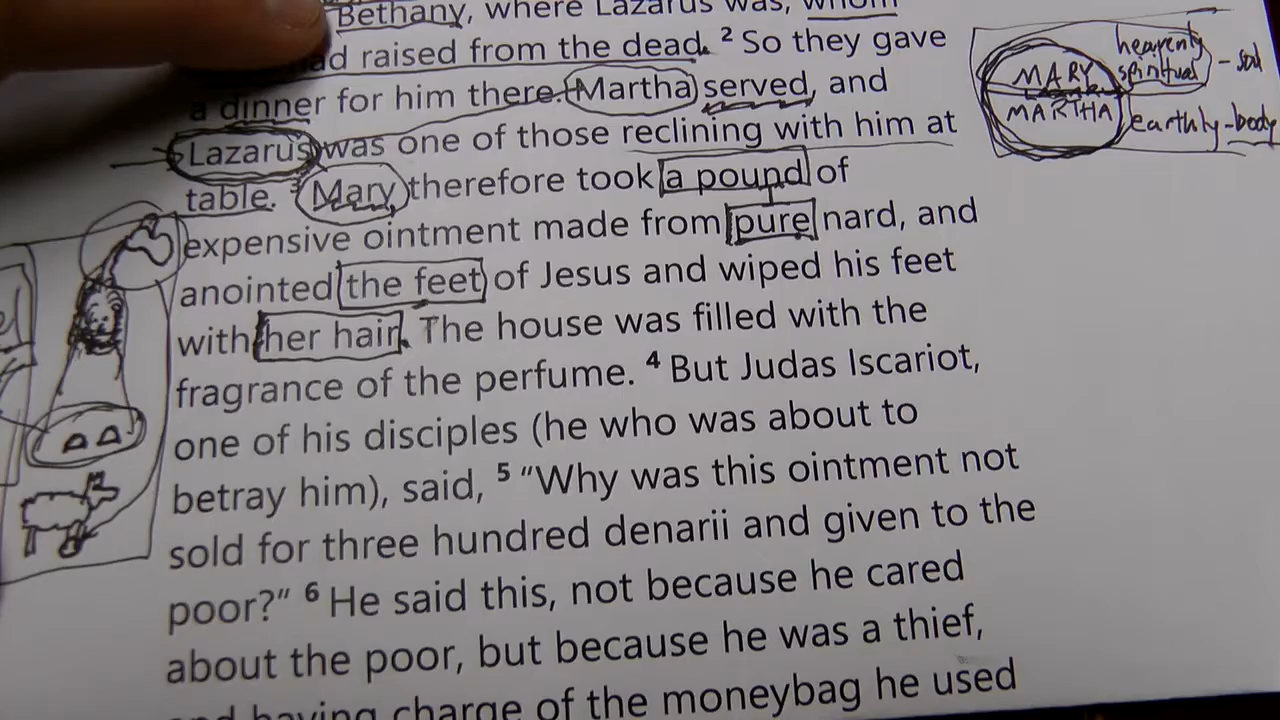 Bethany, where Lazarus was, whom
had raised from the dead. 2 So they gave
a dinner for him there. Martha served, and
Lazarus was one of those reclining with him at
table. 3 Mary therefore took a pound of
expensive ointment made from pure nard, and
anointed the feet of Jesus and wiped his feet
with her hair. The house was filled with the
fragrance of the perfume. 4 But Judas Iscariot,
one of his disciples (he who was about to
betray him), said, 5 “Why was this ointment not
sold for three hundred denarii and given to the
poor?” 6 He said this, not because he cared
about the poor, but because he was a thief,
and having charge of the moneybag he used
heavenly
MARY spiritual - soul
MARTHA earthly - body